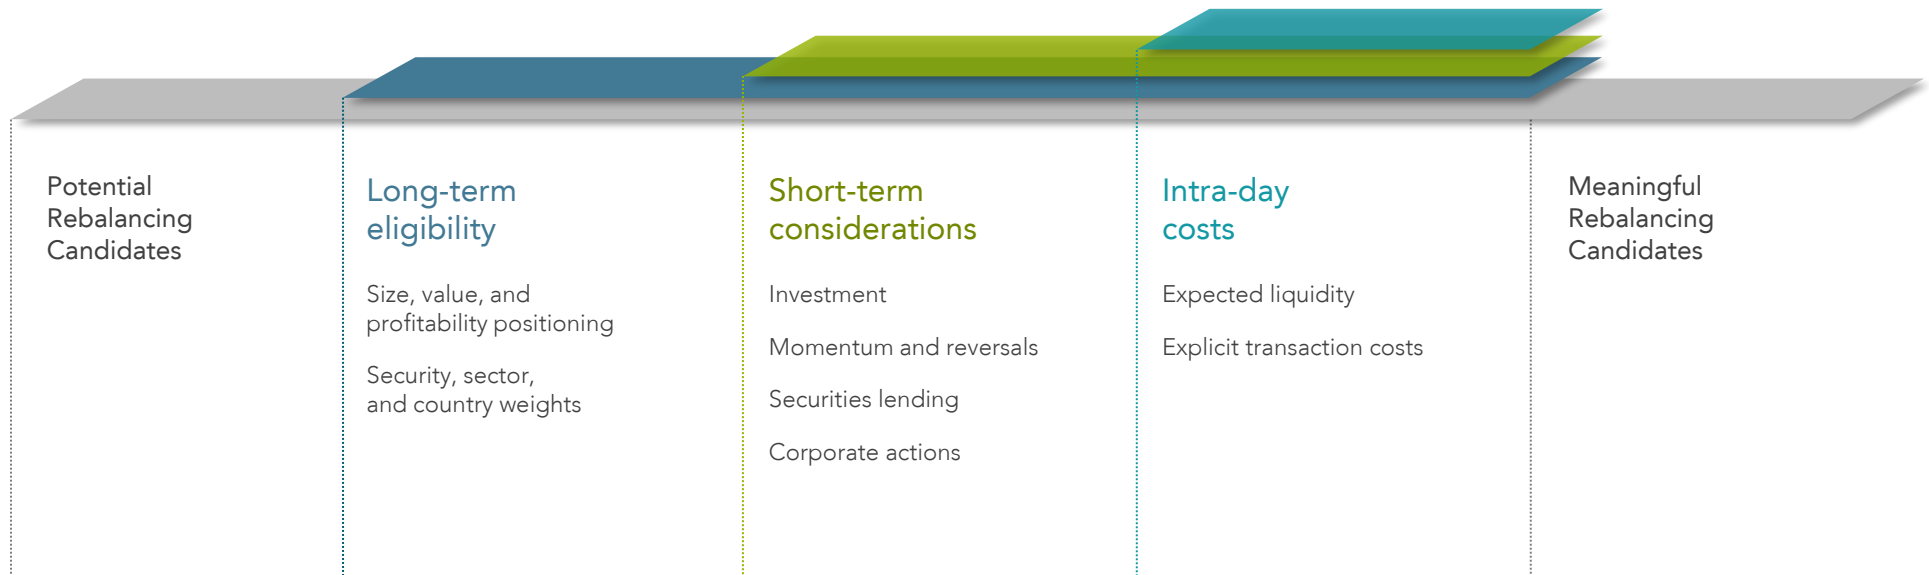 Potential
Rebalancing
Candidates
Long-term
eligibility
Size, value, and
profitability positioning
Security, sector,
and country weights
Short-term
considerations
Investment
Momentum and reversals
Securities lending
Corporate actions
Intra-day
costs
Expected liquidity
Explicit transaction costs
Meaningful
Rebalancing
Candidates